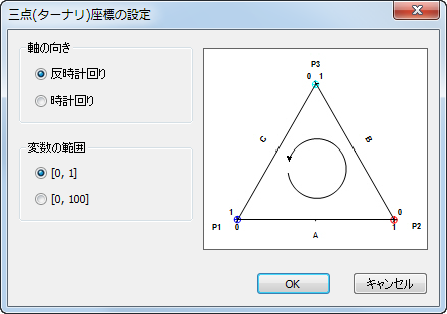 三点(ターナリ)座標の設定
軸の向き
反時計回り
時計回り
変数の範囲
[0, 1]
[0, 100]
P3
0 1
C
B
1
0
P1
0
1
P2
A
OK
キャンセル